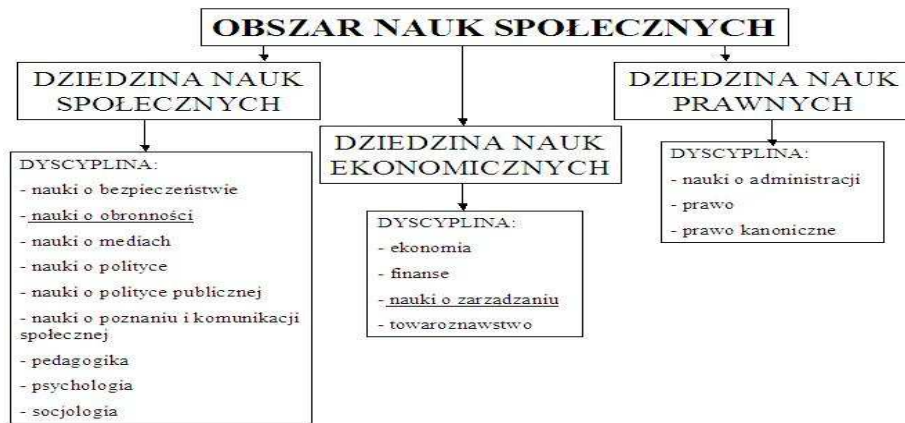 OBSZAR NAUK SPOŁECZNYCH
DZIEDZINA NAUK
SPOŁECZNYCH
DYSCYPLINA:
- nauki o bezpieczeństwie
- nauki o obronności
- nauki o mediach
- nauki o polityce
- nauki o polityce publicznej
- nauki o poznaniu i komunikacji
społecznej
- pedagogika
- psychologia
- socjologia
DZIEDZINA NAUK
EKONOMICZNYCH
DYSCYPLINA:
- ekonomia
- finanse
- nauki o zarządzaniu
- towaroznawstwo
DZIEDZINA NAUK
PRAWNYCH
DYSCYPLINA:
- nauki o administracji
- prawo
- prawo kanoniczne